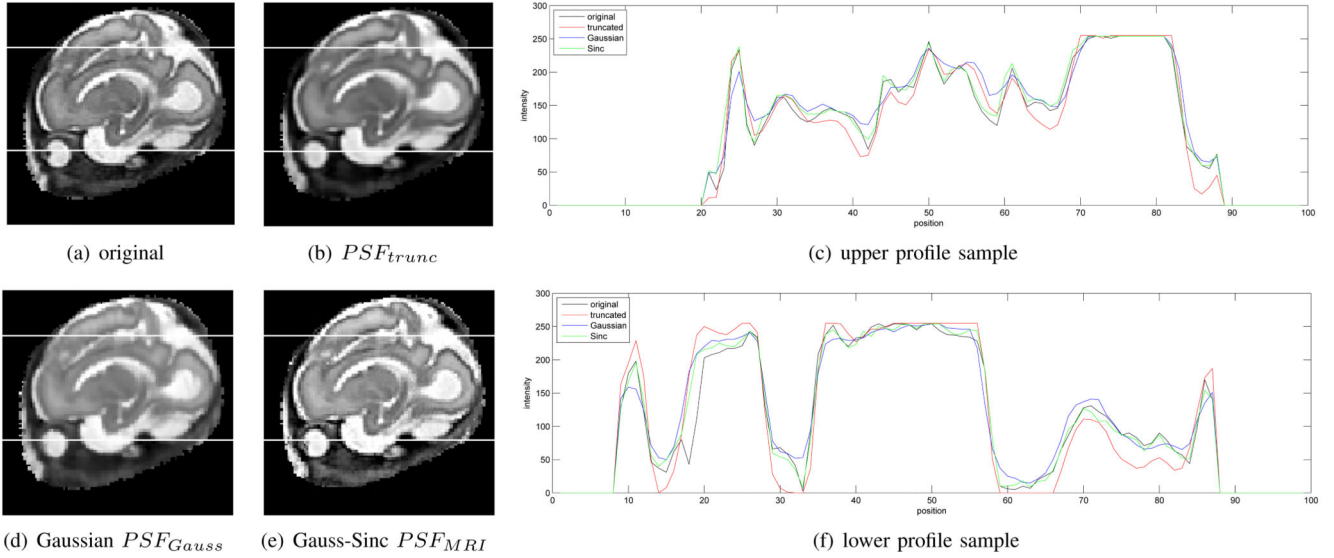 original
truncated
Gaussian
Sinc
300
250
200
150
100
50
0
intensity
0 10 20 30 40 50 60 70 80 90 100
position
(a) original
(b) PSF_trunc
(c) upper profile sample
original
truncated
Gaussian
Sinc
300
250
200
150
100
50
0
intensity
0 10 20 30 40 50 60 70 80 90 100
position
(d) Gaussian PSF_Gauss
(e) Gauss-Sinc PSF_MRI
(f) lower profile sample